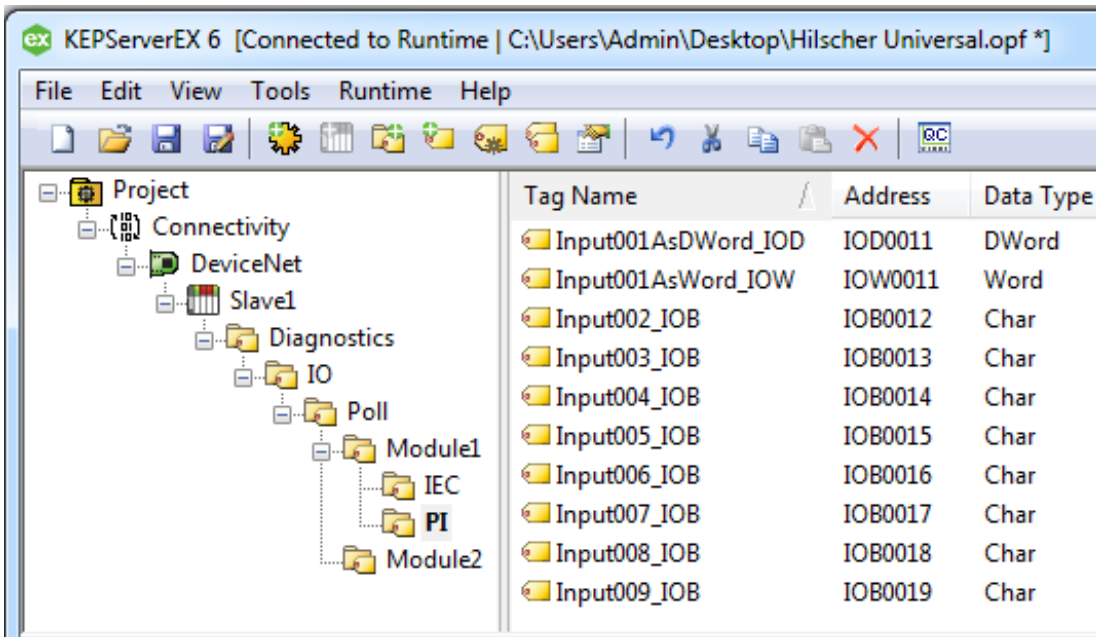 ex KEPServerEX 6 [Connected to Runtime | C:\Users\Admin\Desktop\Hilscher Universal.opf *]
File Edit View Tools Runtime Help
QC
Project
Connectivity
DeviceNet
Slave1
Diagnostics
IO
Poll
Module1
IEC
PI
Module2
Tag Name Address Data Type
Input001AsDWord_IOD IOD0011 DWord
Input001AsWord_IOW IOW0011 Word
Input002_IOB IOB0012 Char
Input003_IOB IOB0013 Char
Input004_IOB IOB0014 Char
Input005_IOB IOB0015 Char
Input006_IOB IOB0016 Char
Input007_IOB IOB0017 Char
Input008_IOB IOB0018 Char
Input009_IOB IOB0019 Char